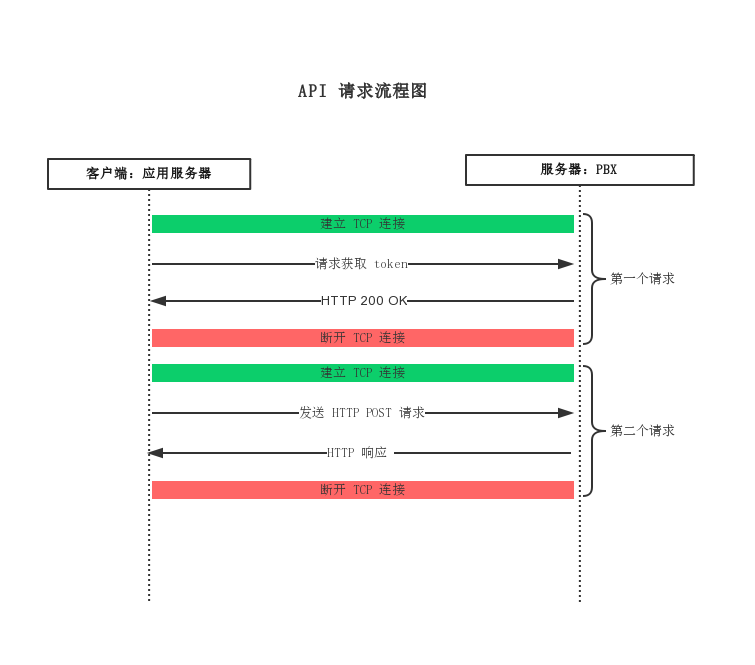 API 请求流程图
客户端: 应用服务器
服务器: PBX
建立 TCP 连接
请求获取 token
第一个请求
HTTP 200 OK
断开 TCP 连接
建立 TCP 连接
发送 HTTP POST 请求
第二个请求
HTTP 响应
断开 TCP 连接